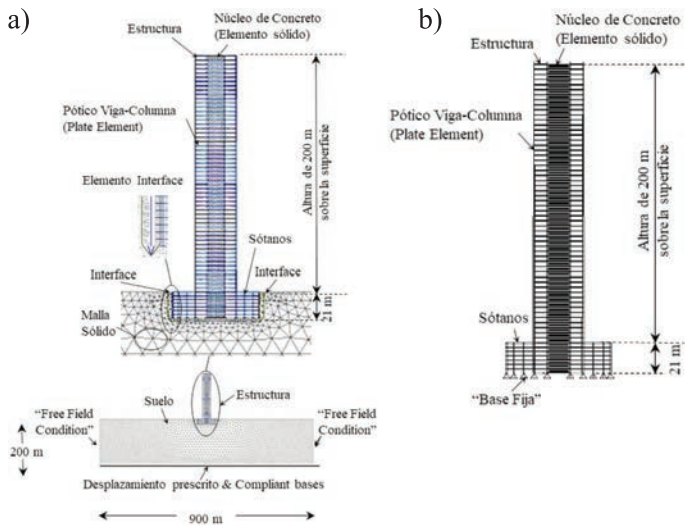 a)
Estructura
Núcleo de Concreto
(Elemento sólido)
Pótico Viga-Columna
(Plate Element)
Elemento Interface
Altura de 200 m
sobre la superficie
Sótanos
Interface
Interface
Malla
Sólido
21 m
Suelo
Estructura
"Free Field
Condition"
"Free Field
Condition"
200 m
Desplazamiento prescrito & Compliant bases
900 m
b)
Núcleo de Concreto
(Elemento sólido)
Estructura
Pótico Viga-Columna
(Plate Element)
Altura de 200 m
sobre la superficie
Sótanos
21 m
"Base Fija"